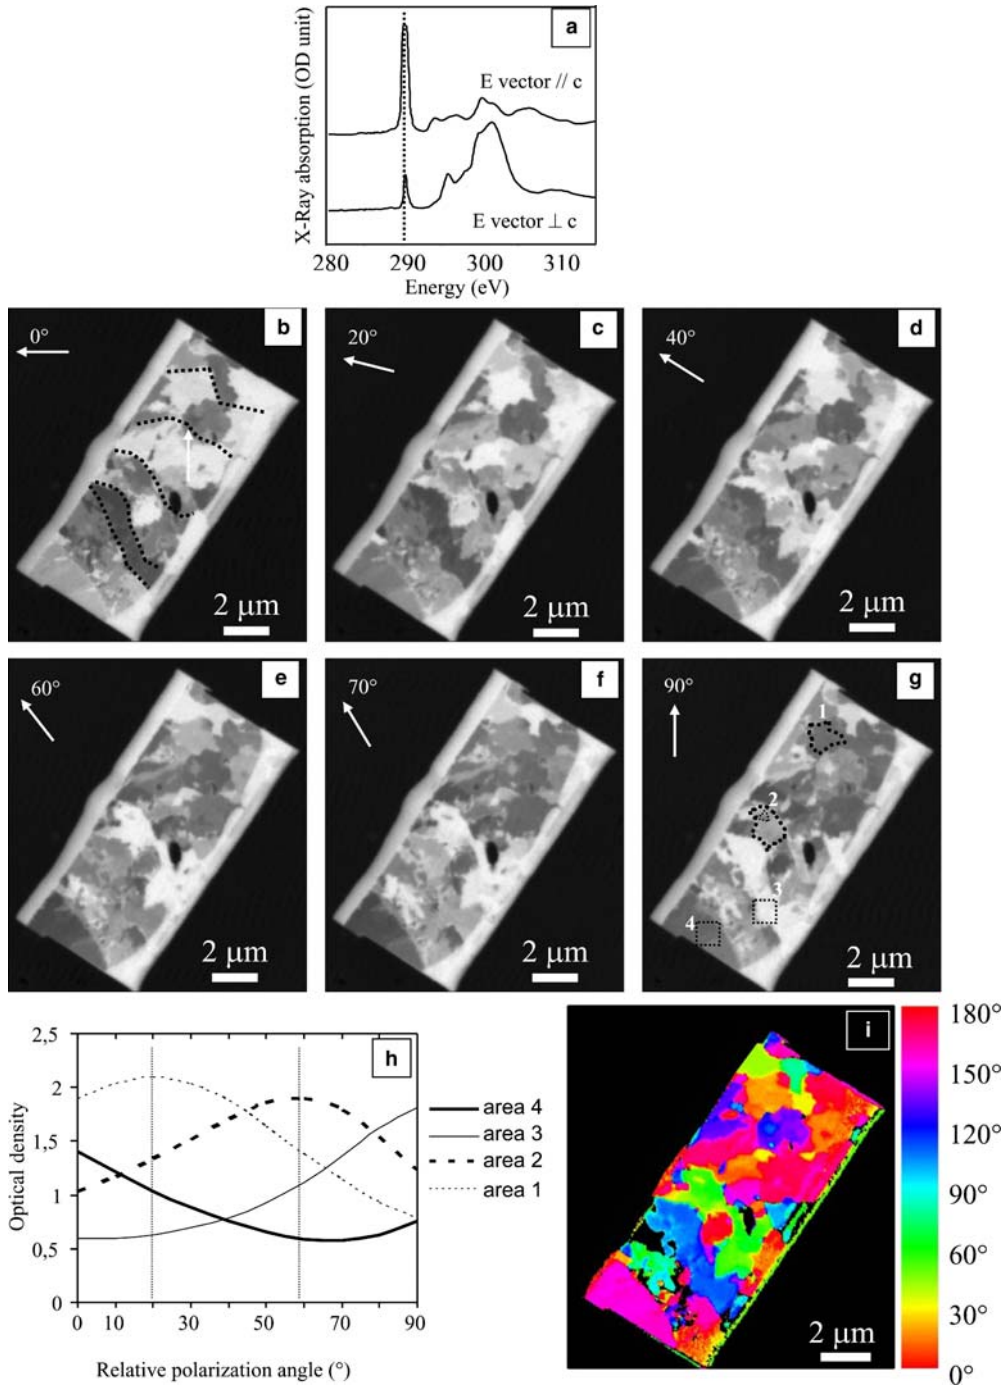 a
X-Ray absorption (OD unit)
E vector // c
E vector ⊥ c
280 290 300 310
Energy (eV)
b
0°
2 µm
c
20°
2 µm
d
40°
2 µm
e
60°
2 µm
f
70°
2 µm
g
90°
1
2
3
4
2 µm
h
2,5
2
1,5
1
0,5
0
Optical density
0 10 30 50 70 90
Relative polarization angle (°)
area 4
area 3
area 2
area 1
i
2 µm
180°
150°
120°
90°
60°
30°
0°